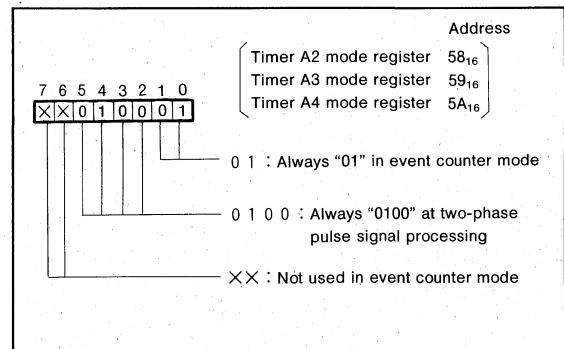 Address
Timer A2 mode register 58₁₆
Timer A3 mode register 59₁₆
Timer A4 mode register 5A₁₆
7 6 5 4 3 2 1 0
× × 0 1 0 0 0 1
0 1 : Always “01” in event counter mode
0 1 0 0 : Always “0100” at two-phase
pulse signal processing
×× : Not used in event counter mode